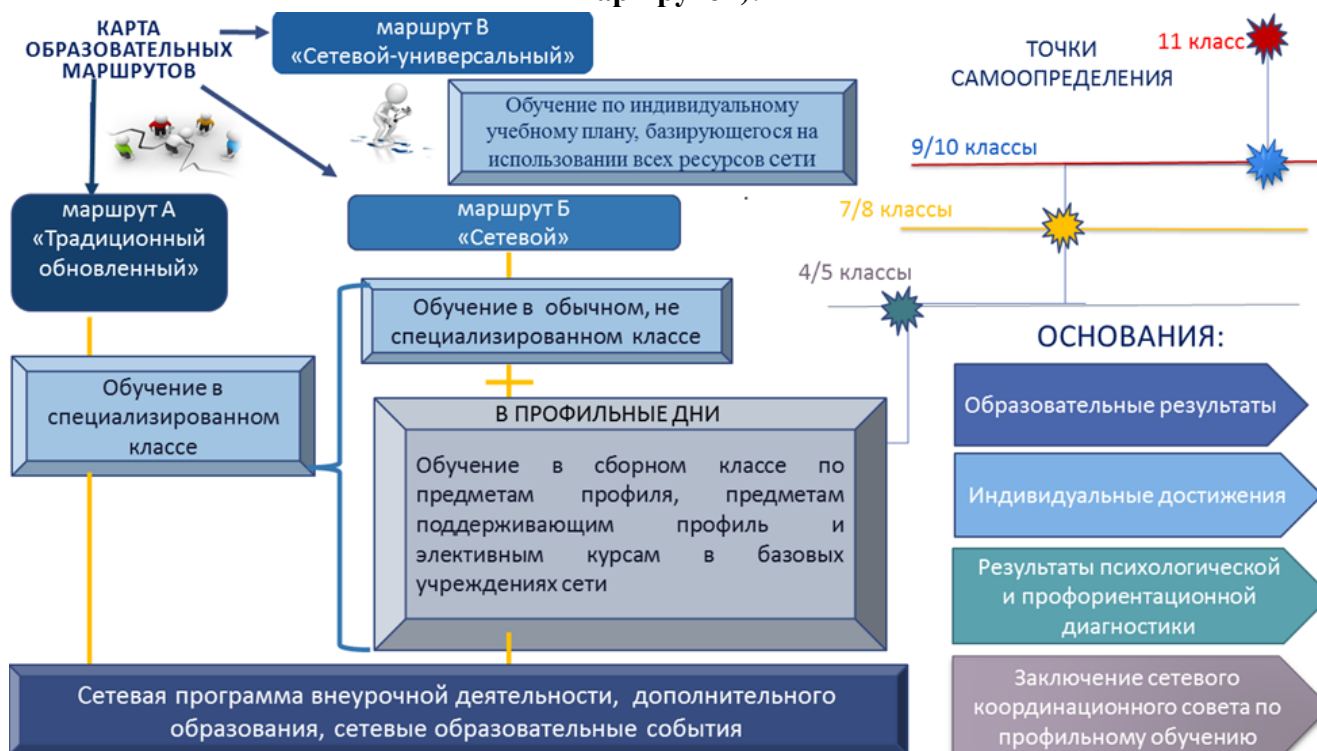 КАРТА
ОБРАЗОВАТЕЛЬНЫХ
МАРШРУТОВ
маршрут В
«Сетевой-универсальный»
Обучение по индивидуальному
учебному плану, базирующегося на
использовании всех ресурсов сети
маршрут А
«Традиционный
обновленный»
маршрут Б
«Сетевой»
Обучение в обычном, не
специализированном классе
Обучение в
специализированном
классе
В ПРОФИЛЬНЫЕ ДНИ
Обучение в сборном классе по
предметам профиля, предметам
поддерживающим профиль и
элективным курсам в базовых
учреждениях сети
Сетевая программа внеурочной деятельности, дополнительного
образования, сетевые образовательные события
ТОЧКИ
САМООПРЕДЕЛЕНИЯ
11 класс
9/10 классы
7/8 классы
4/5 классы
ОСНОВАНИЯ:
Образовательные результаты
Индивидуальные достижения
Результаты психологической
и профориентационной
диагностики
Заключение сетевого
координационного совета по
профильному обучению